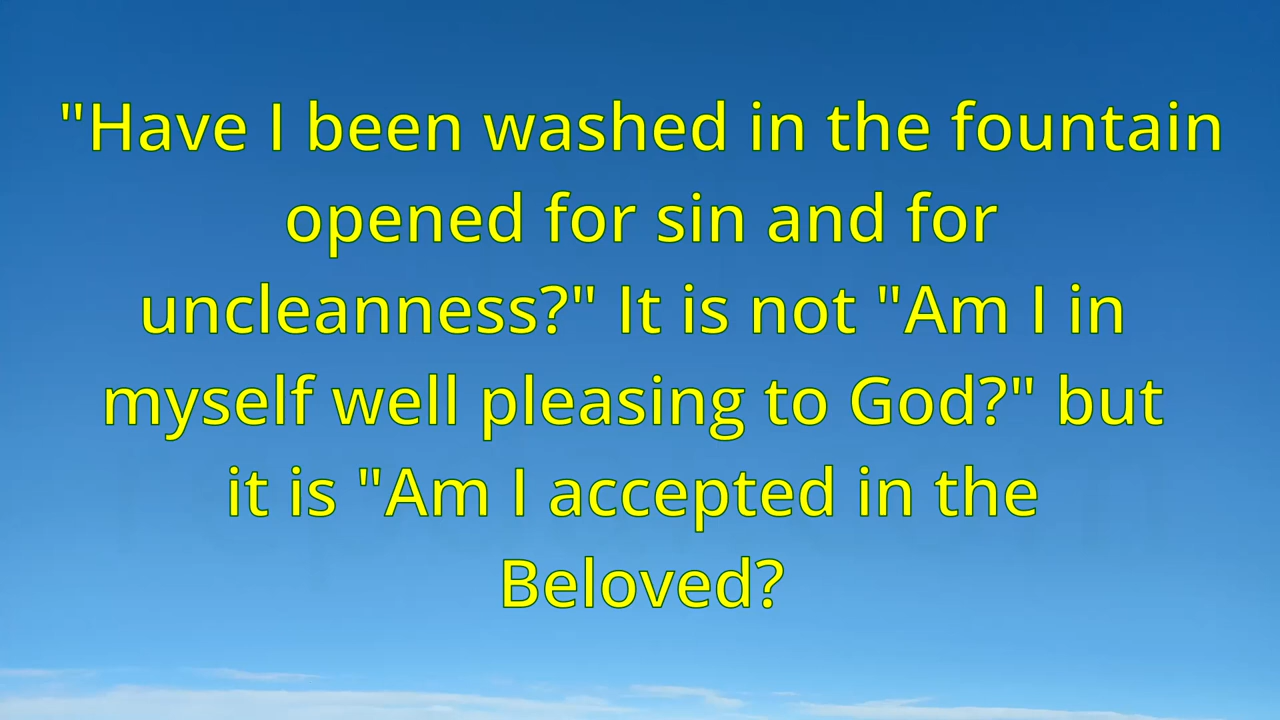 "Have I been washed in the fountain
opened for sin and for
uncleanness?" It is not "Am I in
myself well pleasing to God?" but
it is "Am I accepted in the
Beloved?